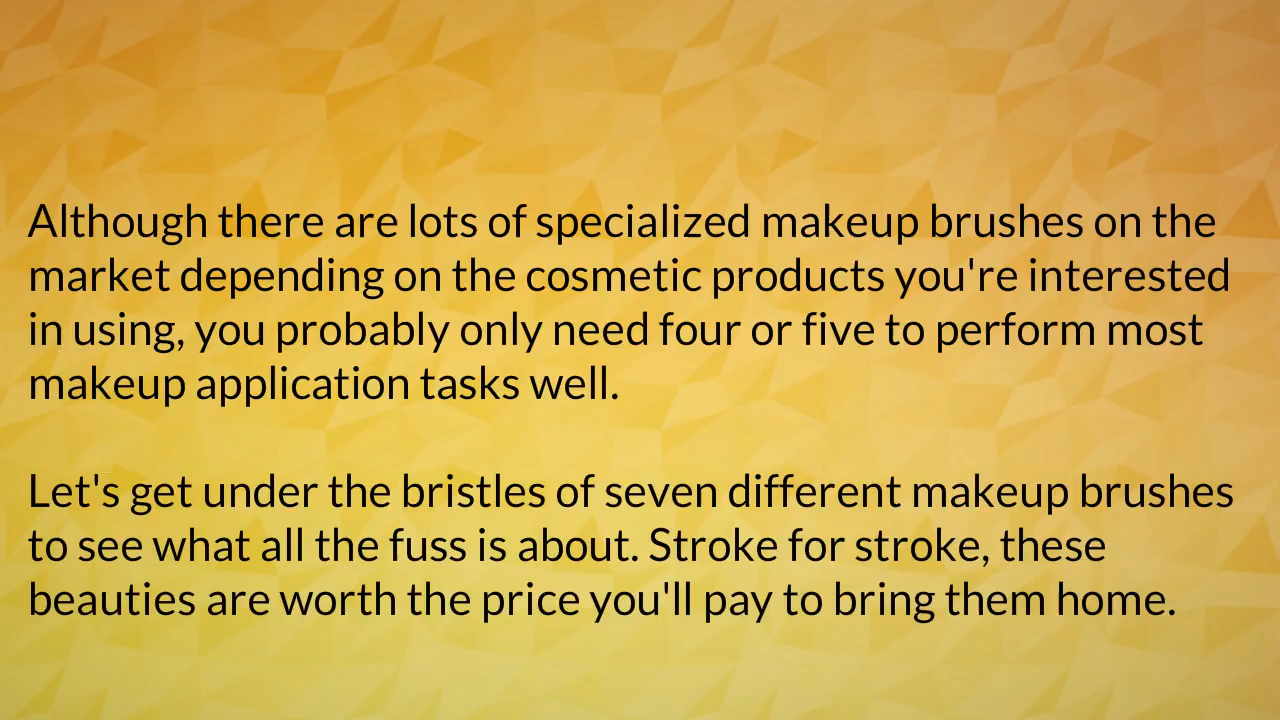 Although there are lots of specialized makeup brushes on the
market depending on the cosmetic products you're interested
in using, you probably only need four or five to perform most
makeup application tasks well.
Let's get under the bristles of seven different makeup brushes
to see what all the fuss is about. Stroke for stroke, these
beauties are worth the price you'll pay to bring them home.